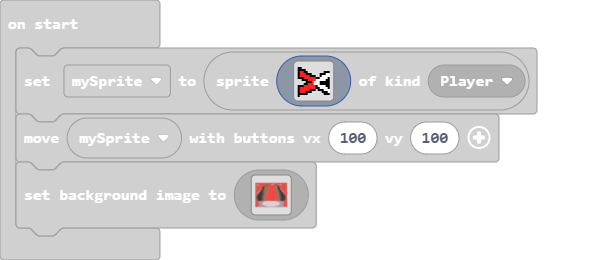 on start
set mySprite to sprite of kind Player
move mySprite with buttons vx 100 vy 100
set background image to